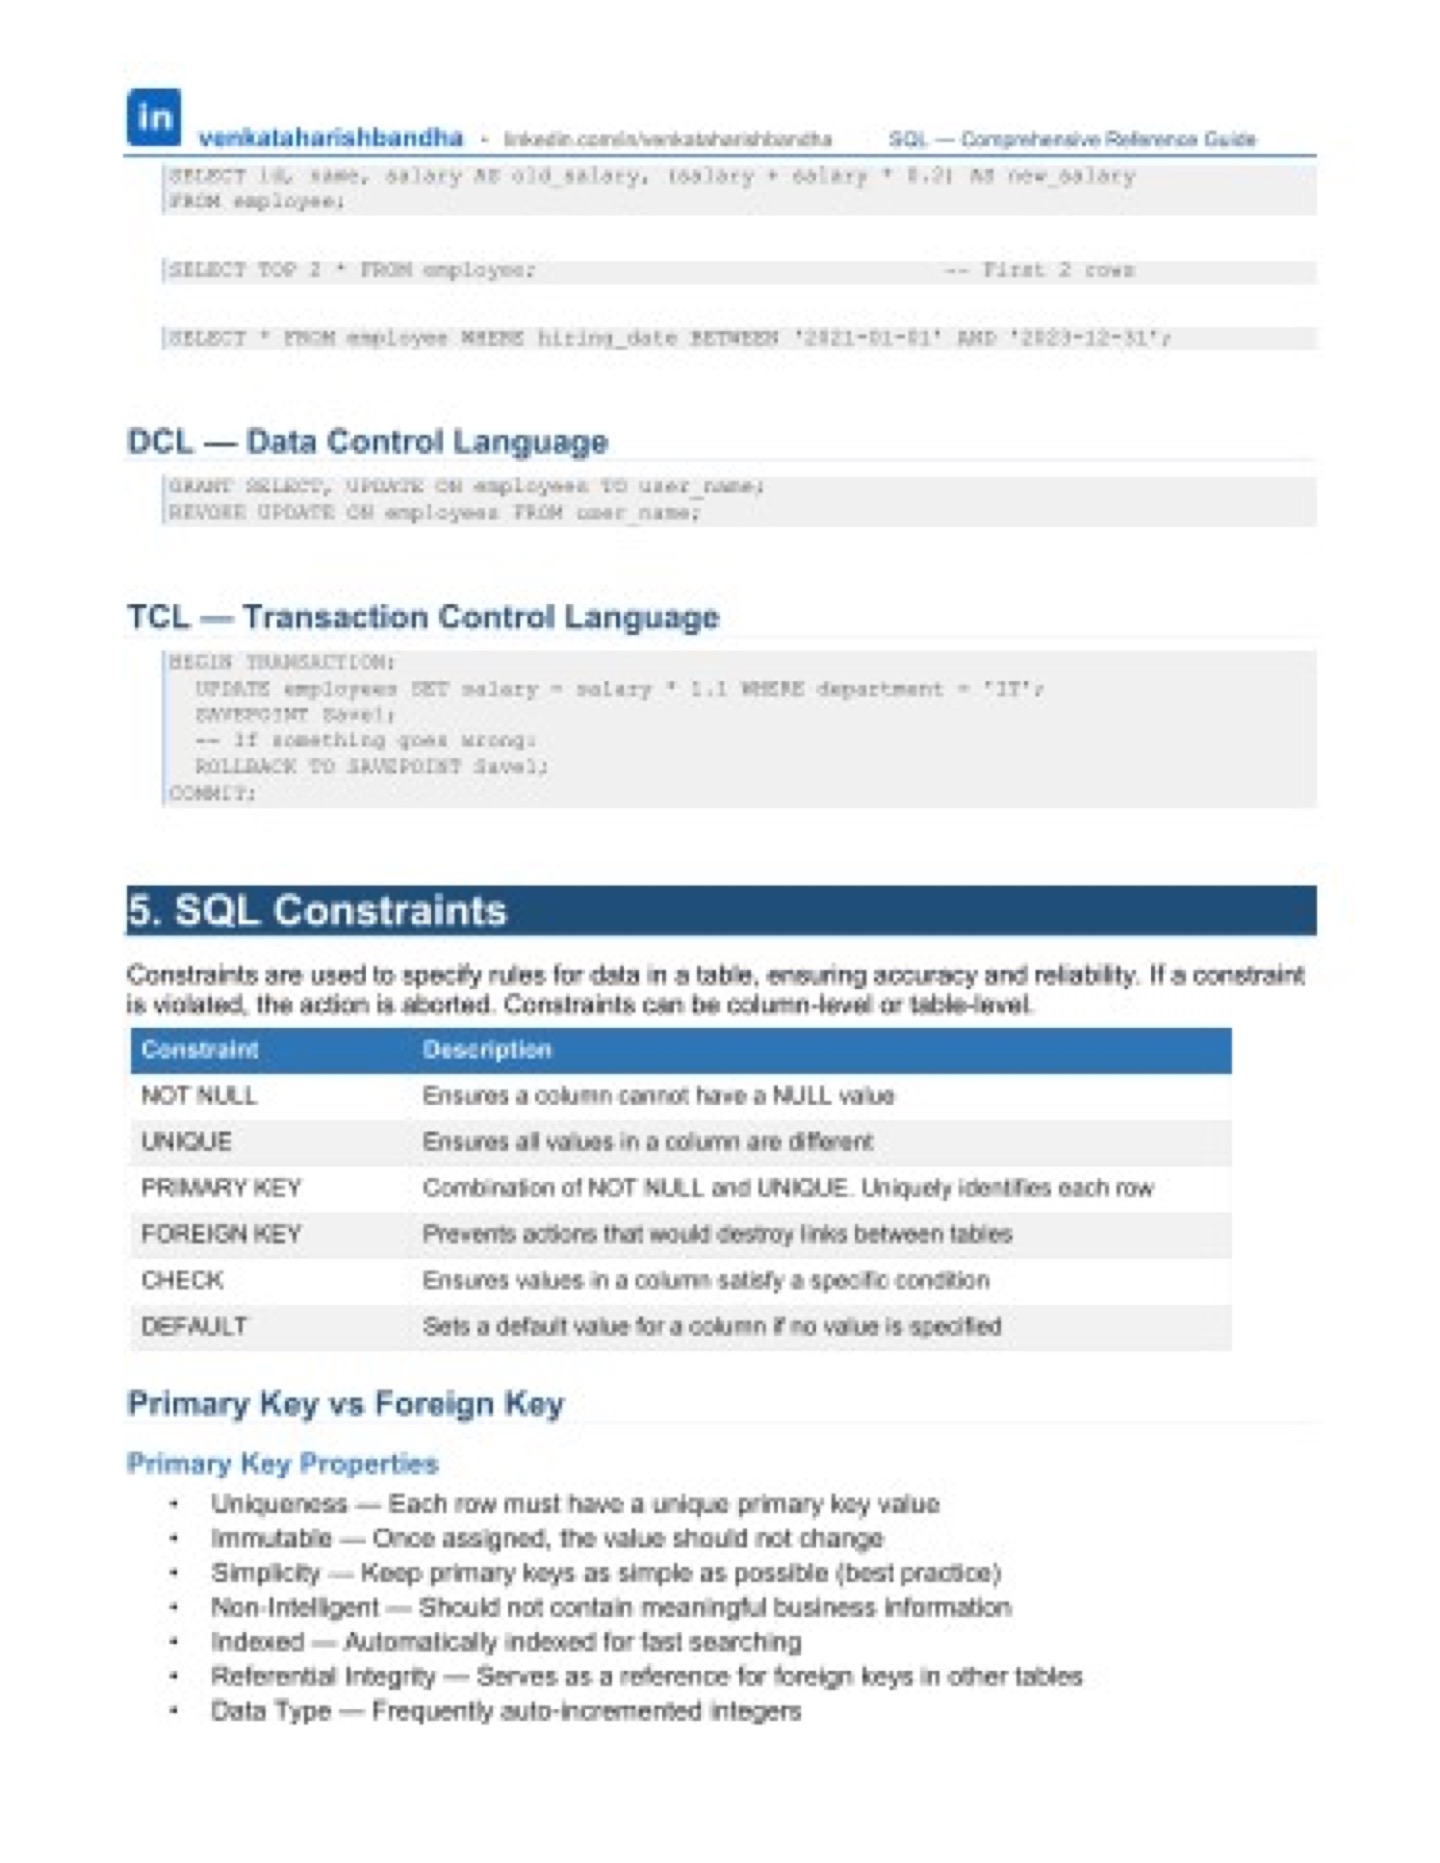 in venkataharishbandha • linkedin.com/in/venkataharishbandha SQL — Comprehensive Reference Guide
SELECT id, name, salary AS old_salary, (salary + salary * 0.2) AS new_salary
FROM employee;
SELECT TOP 2 * FROM employee; -- First 2 rows
SELECT * FROM employee WHERE hiring_date BETWEEN '2021-01-01' AND '2023-12-31';
DCL — Data Control Language
GRANT SELECT, UPDATE ON employees TO user_name;
REVOKE UPDATE ON employees FROM user_name;
TCL — Transaction Control Language
BEGIN TRANSACTION;
UPDATE employees SET salary = salary * 1.1 WHERE department = 'IT';
SAVEPOINT Save1;
-- If something goes wrong:
ROLLBACK TO SAVEPOINT Save1;
COMMIT;
5. SQL Constraints
Constraints are used to specify rules for data in a table, ensuring accuracy and reliability. If a constraint
is violated, the action is aborted. Constraints can be column-level or table-level.
Constraint Description
NOT NULL Ensures a column cannot have a NULL value
UNIQUE Ensures all values in a column are different
PRIMARY KEY Combination of NOT NULL and UNIQUE. Uniquely identifies each row
FOREIGN KEY Prevents actions that would destroy links between tables
CHECK Ensures values in a column satisfy a specific condition
DEFAULT Sets a default value for a column if no value is specified
Primary Key vs Foreign Key
Primary Key Properties
• Uniqueness — Each row must have a unique primary key value
• Immutable — Once assigned, the value should not change
• Simplicity — Keep primary keys as simple as possible (best practice)
• Non-Intelligent — Should not contain meaningful business information
• Indexed — Automatically indexed for fast searching
• Referential Integrity — Serves as a reference for foreign keys in other tables
• Data Type — Frequently auto-incremented integers